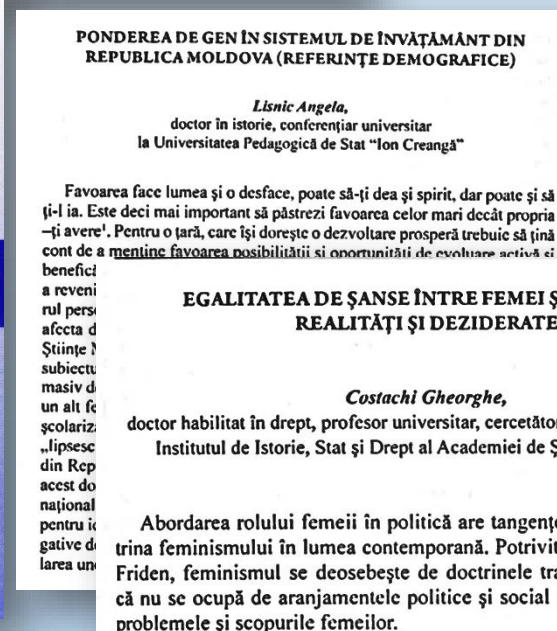 PONDEREA DE GEN ÎN SISTEMUL DE ÎNVĂŢĂMÂNT DIN
REPUBLICA MOLDOVA (REFERINŢE DEMOGRAFICE)
Lisnic Angela,
doctor în istorie, conferenţiar universitar
la Universitatea Pedagogică de Stat “Ion Creangă”
Favoarea face lumea şi o desface, poate să-ţi dea şi spirit, dar poate şi să
ţi-l ia. Este deci mai important să păstrezi favoarea celor mari decât propria
–ţi avere¹. Pentru o ţară, care îşi doreşte o dezvoltare prosperă trebuie să ţină
cont de a menţine favoarea posibilităţii şi oportunităţi de evoluare activă şi
benefici
a reveni
rul pers
afecta d
Ştiinţe
subiectu
masiv d
un alt fe
şcolariz
„lipsesc
din Rep
acest do
naţional
pentru i
gative d
larea un
EGALITATEA DE ŞANSE ÎNTRE FEMEI Ş
REALITĂŢI ŞI DEZIDERATE
Costachi Gheorghe,
doctor habilitat în drept, profesor universitar, cercetăto
Institutul de Istorie, Stat şi Drept al Academiei de Ş
Abordarea rolului femeii în politică are tangenţ
trina feminismului în lumea contemporană. Potrivit
Friden, feminismul se deosebeşte de doctrinele tra
că nu se ocupă de aranjamentele politice şi social
problemele şi scopurile femeilor.